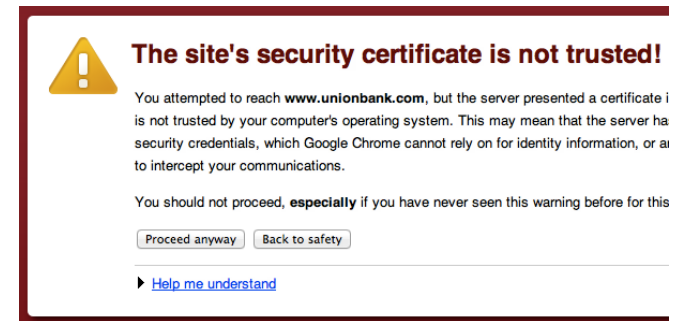 The site's security certificate is not trusted!
You attempted to reach www.unionbank.com, but the server presented a certificate i
is not trusted by your computer's operating system. This may mean that the server ha
security credentials, which Google Chrome cannot rely on for identity information, or a
to intercept your communications.
You should not proceed, especially if you have never seen this warning before for this
Proceed anyway Back to safety
Help me understand